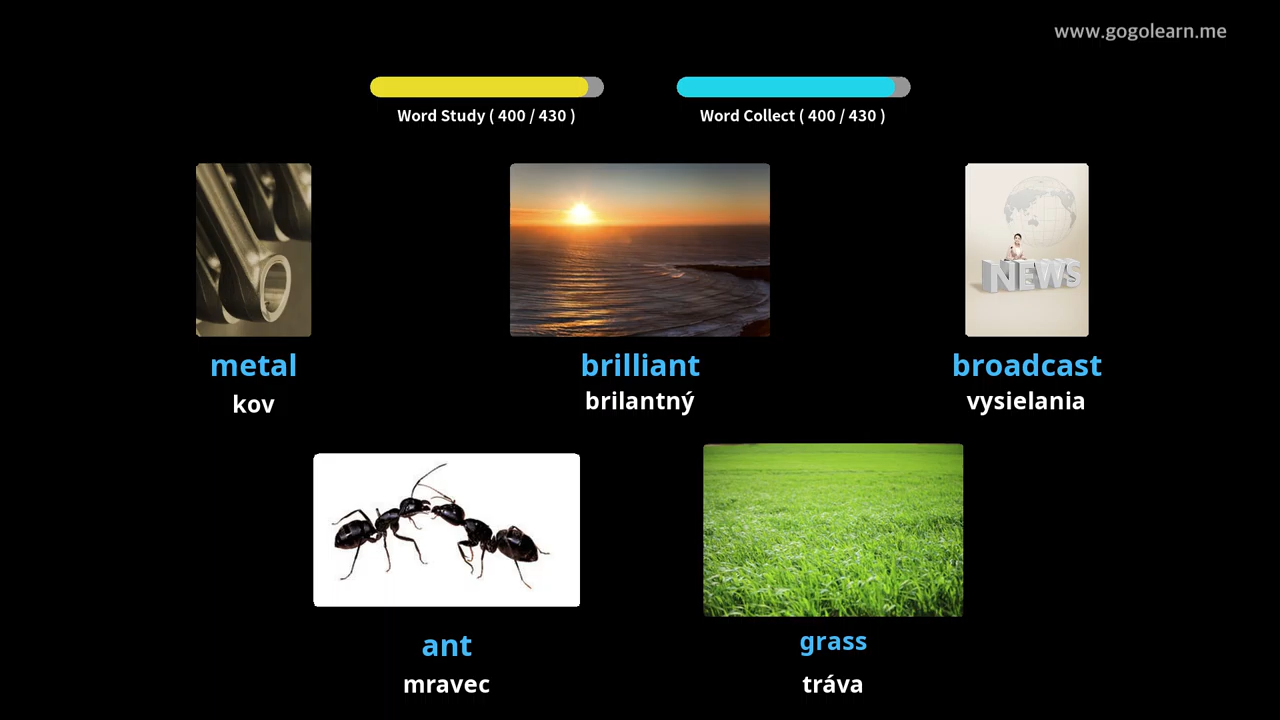 www.gogolearn.me
Word Study ( 400 / 430 )
Word Collect ( 400 / 430 )
NEWS
metal
kov
brilliant
brilantný
broadcast
vysielania
ant
mravec
grass
tráva